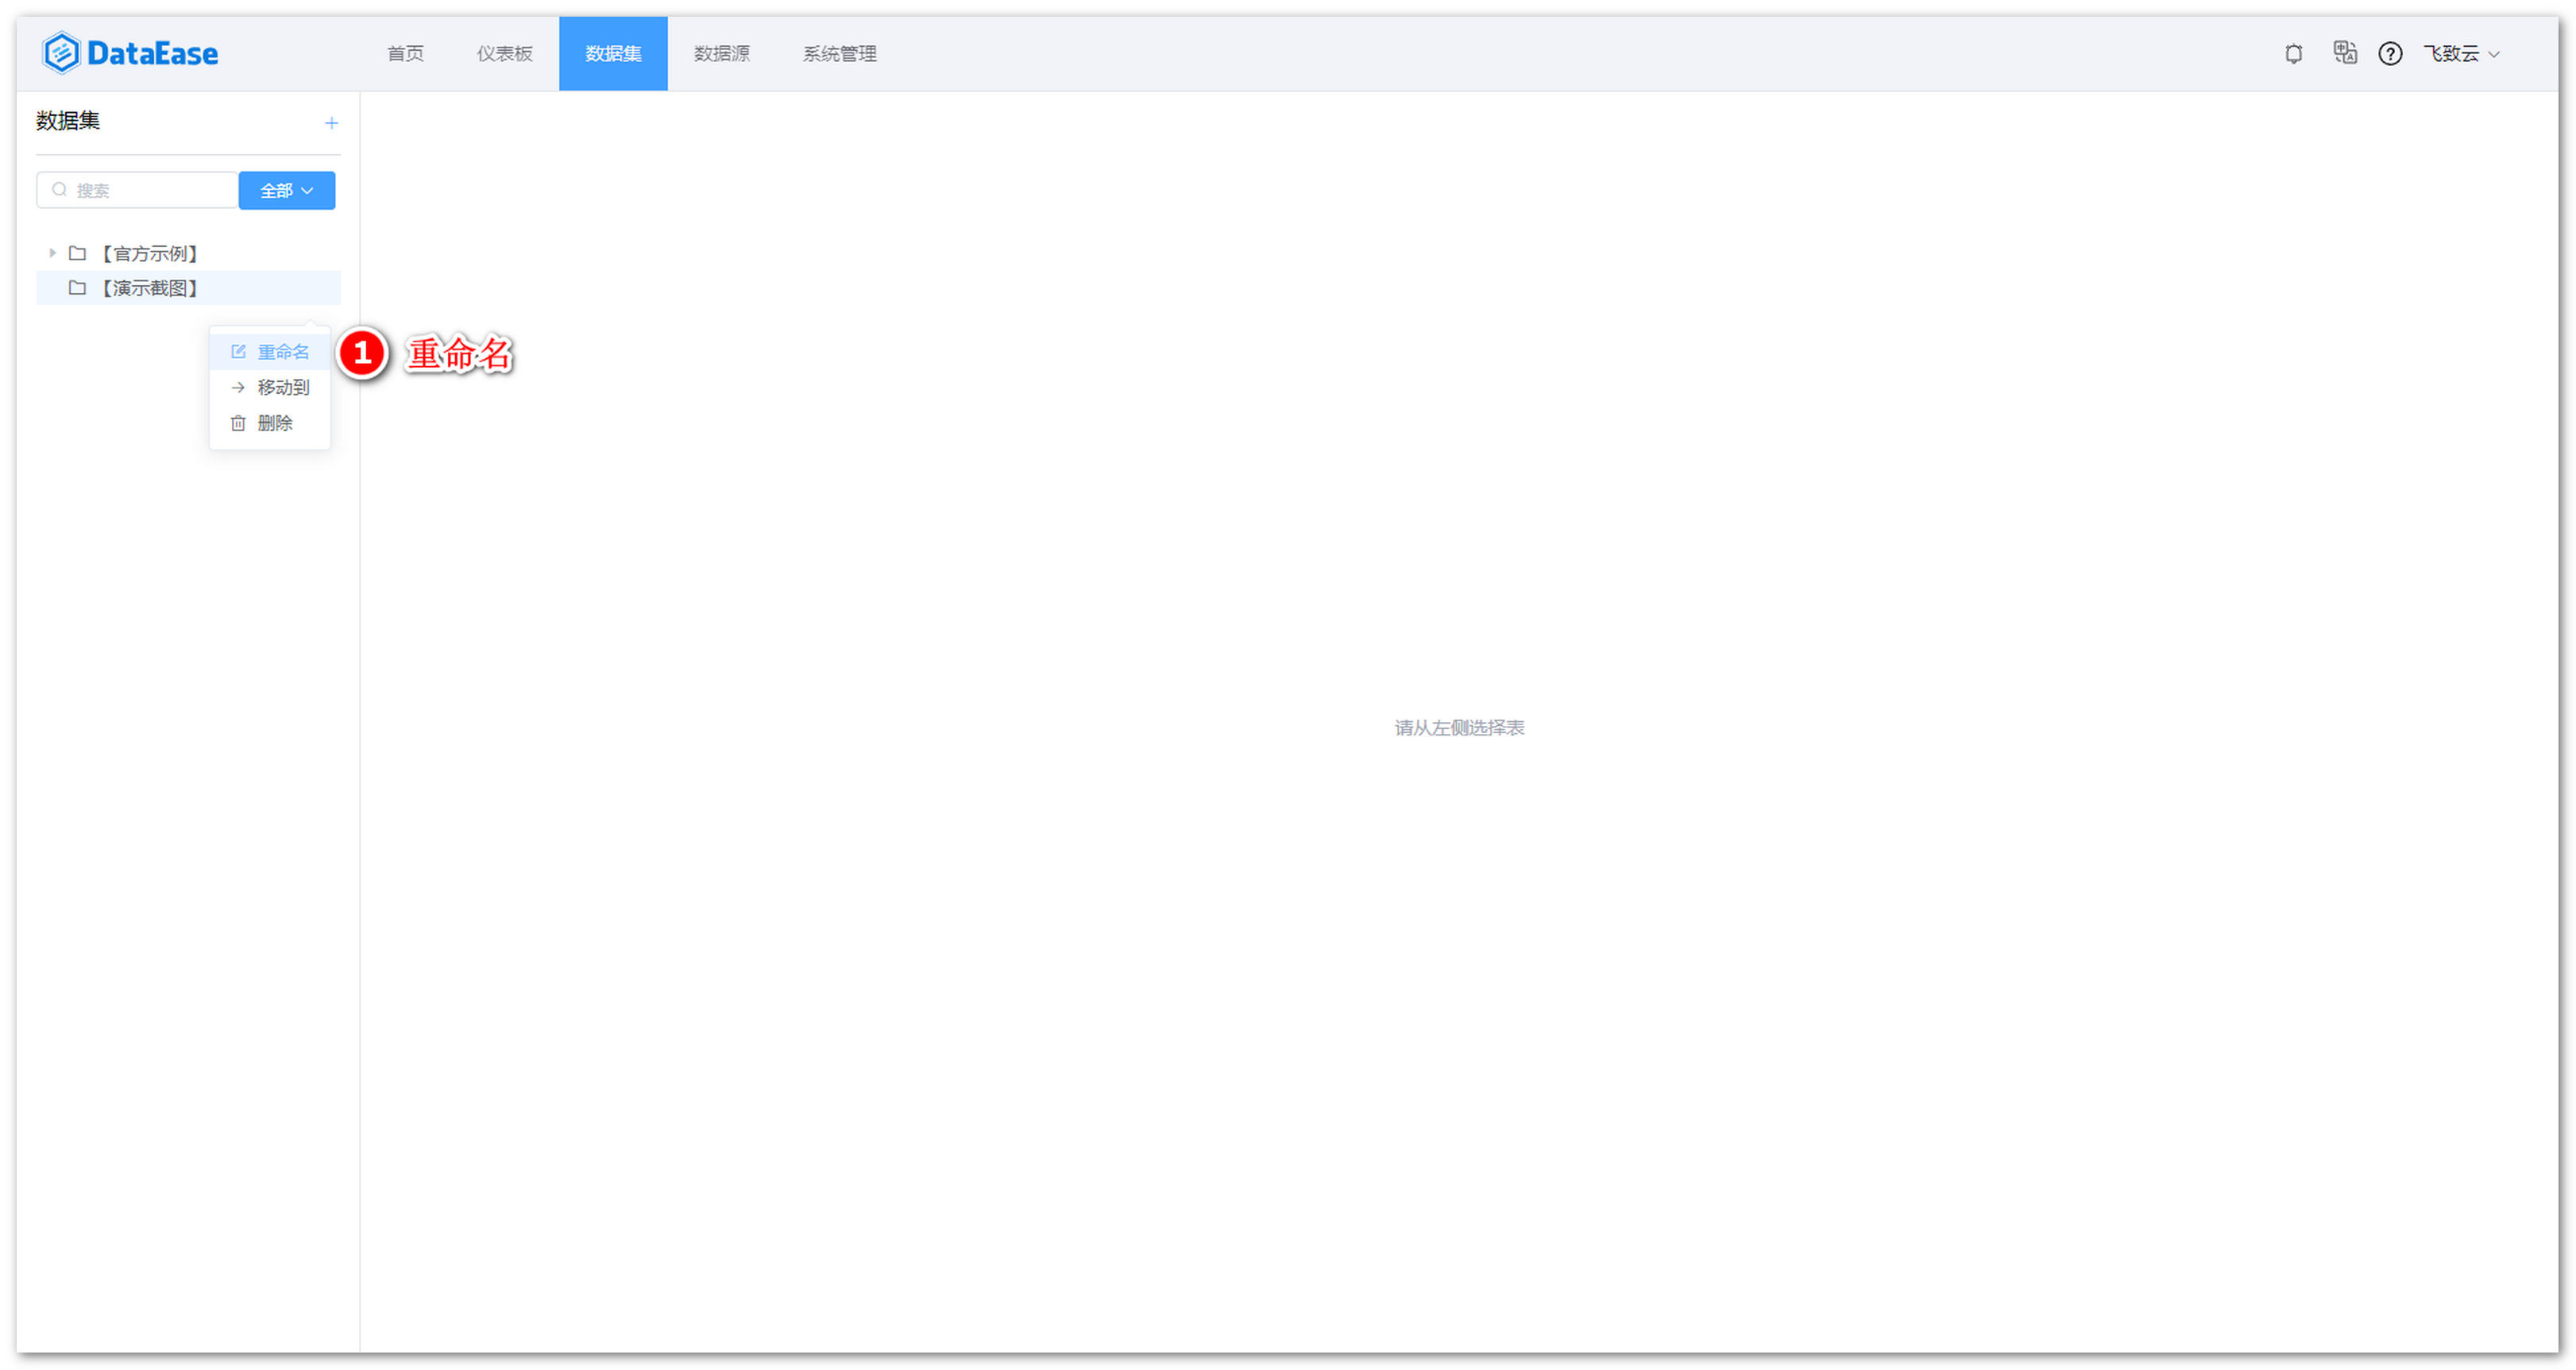 DataEase 首页 仪表板 数据集 数据源 系统管理 飞致云
数据集
搜索 全部
【官方示例】
【演示截图】
重命名 1 重命名
移动到
删除
请从左侧选择表